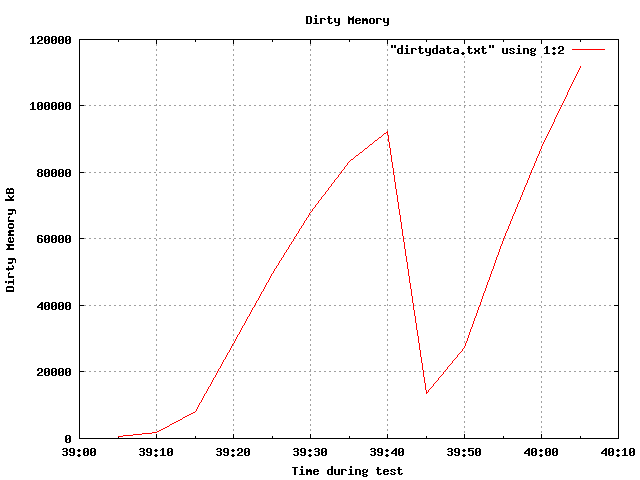 Dirty Memory
"dirtydata.txt" using 1:2
120000
100000
80000
60000
40000
20000
0
Dirty Memory kB
39:00 39:10 39:20 39:30 39:40 39:50 40:00 40:10
Time during test